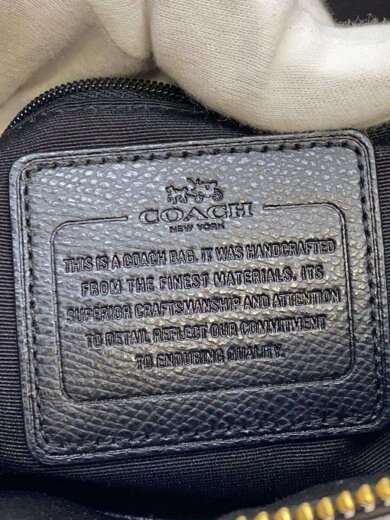 COACH
NEW YORK
THIS IS A COACH BAG. IT WAS HANDCRAFTED
FROM THE FINEST MATERIALS. ITS
SUPERIOR CRAFTSMANSHIP AND ATTENTION
TO DETAIL REFLECT OUR COMMITMENT
TO ENDURING QUALITY.